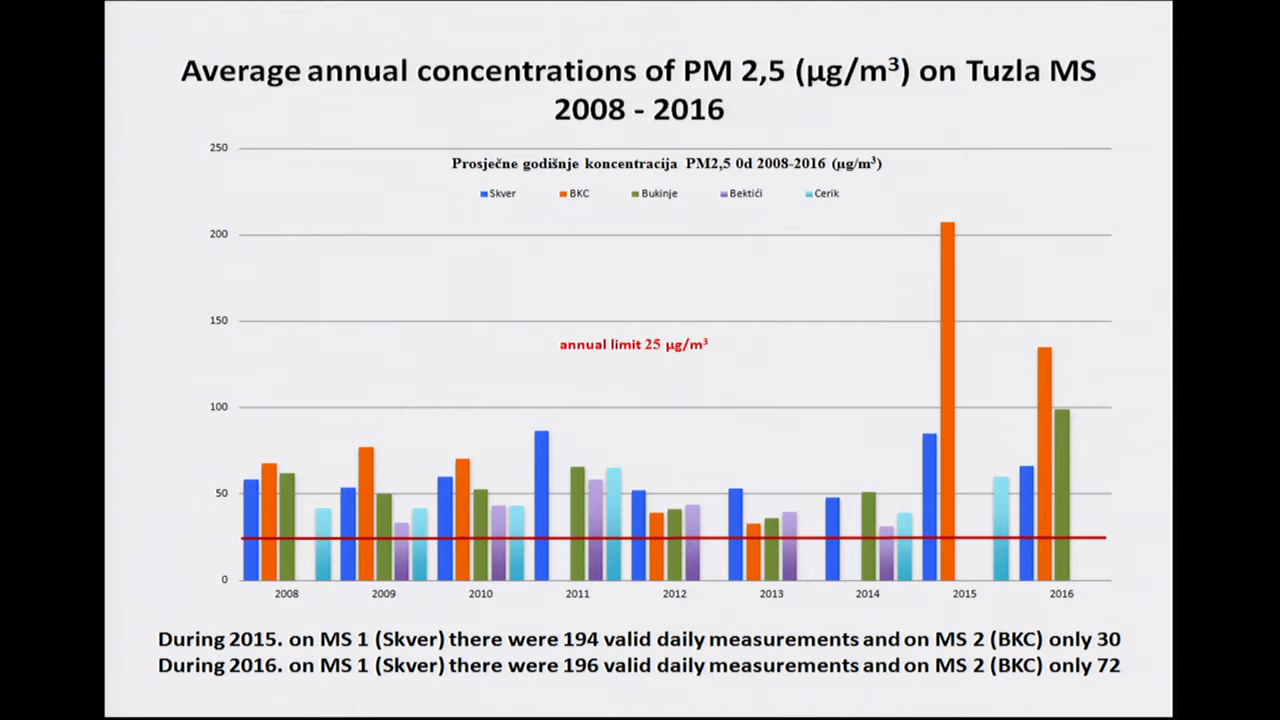 Average annual concentrations of PM 2,5 (µg/m³) on Tuzla MS
2008 - 2016
250
Prosječne godišnje koncentracija PM2,5 0d 2008-2016 (µg/m³)
Skver BKC Bukinje Bektići Cerik
200
150
annual limit 25 µg/m³
100
50
0
2008 2009 2010 2011 2012 2013 2014 2015 2016
During 2015. on MS 1 (Skver) there were 194 valid daily measurements and on MS 2 (BKC) only 30
During 2016. on MS 1 (Skver) there were 196 valid daily measurements and on MS 2 (BKC) only 72